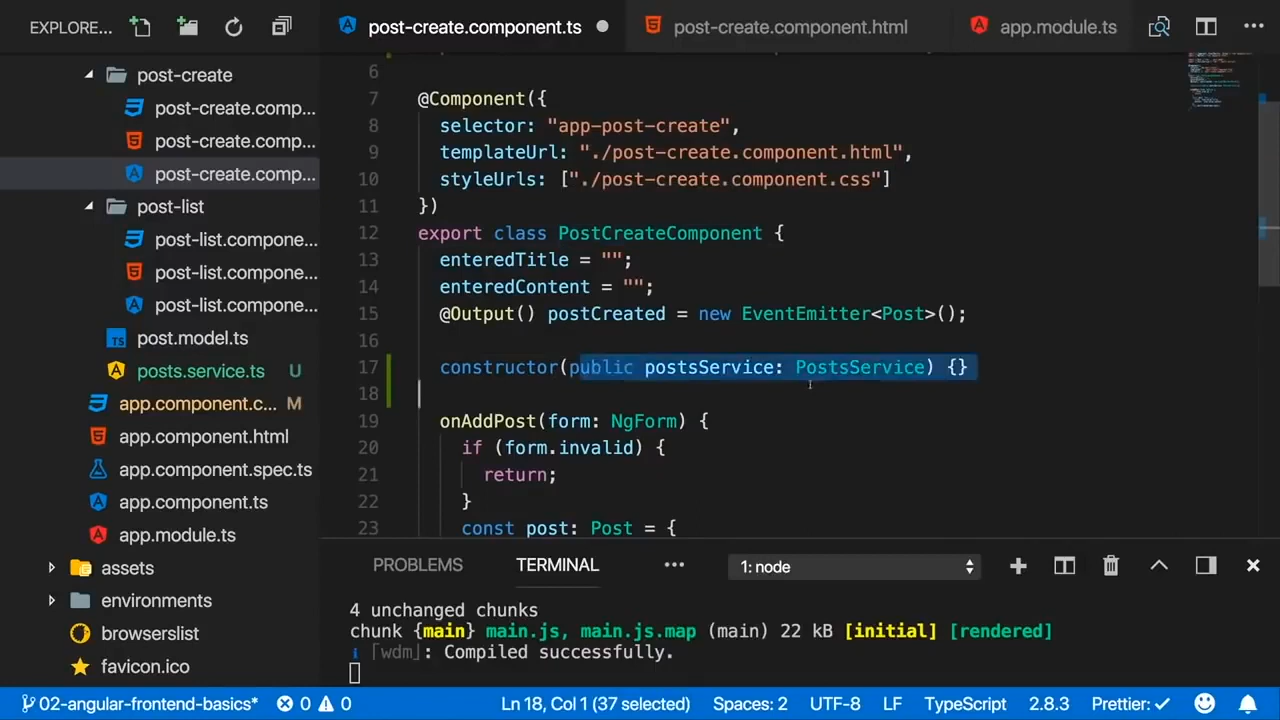 EXPLORE...
post-create.component.ts
post-create.component.html
app.module.ts
post-create
post-create.comp...
post-create.comp...
post-create.comp...
post-list
post-list.compone...
post-list.compone...
post-list.compone...
post.model.ts
posts.service.ts U
app.component.c... M
app.component.html
app.component.spec.ts
app.component.ts
app.module.ts
assets
environments
browserslist
favicon.ico
6
7 @Component({
8 selector: "app-post-create",
9 templateUrl: "./post-create.component.html",
10 styleUrls: ["./post-create.component.css"]
11 })
12 export class PostCreateComponent {
13 enteredTitle = "";
14 enteredContent = "";
15 @Output() postCreated = new EventEmitter<Post>();
16
17 constructor(public postsService: PostsService) {}
18
19 onAddPost(form: NgForm) {
20 if (form.invalid) {
21 return;
22 }
23 const post: Post = {
PROBLEMS TERMINAL ... 1: node
4 unchanged chunks
chunk {main} main.js, main.js.map (main) 22 kB [initial] [rendered]
i ｢wdm｣: Compiled successfully.
02-angular-frontend-basics* 0 0 Ln 18, Col 1 (37 selected) Spaces: 2 UTF-8 LF TypeScript 2.8.3 Prettier: ✓